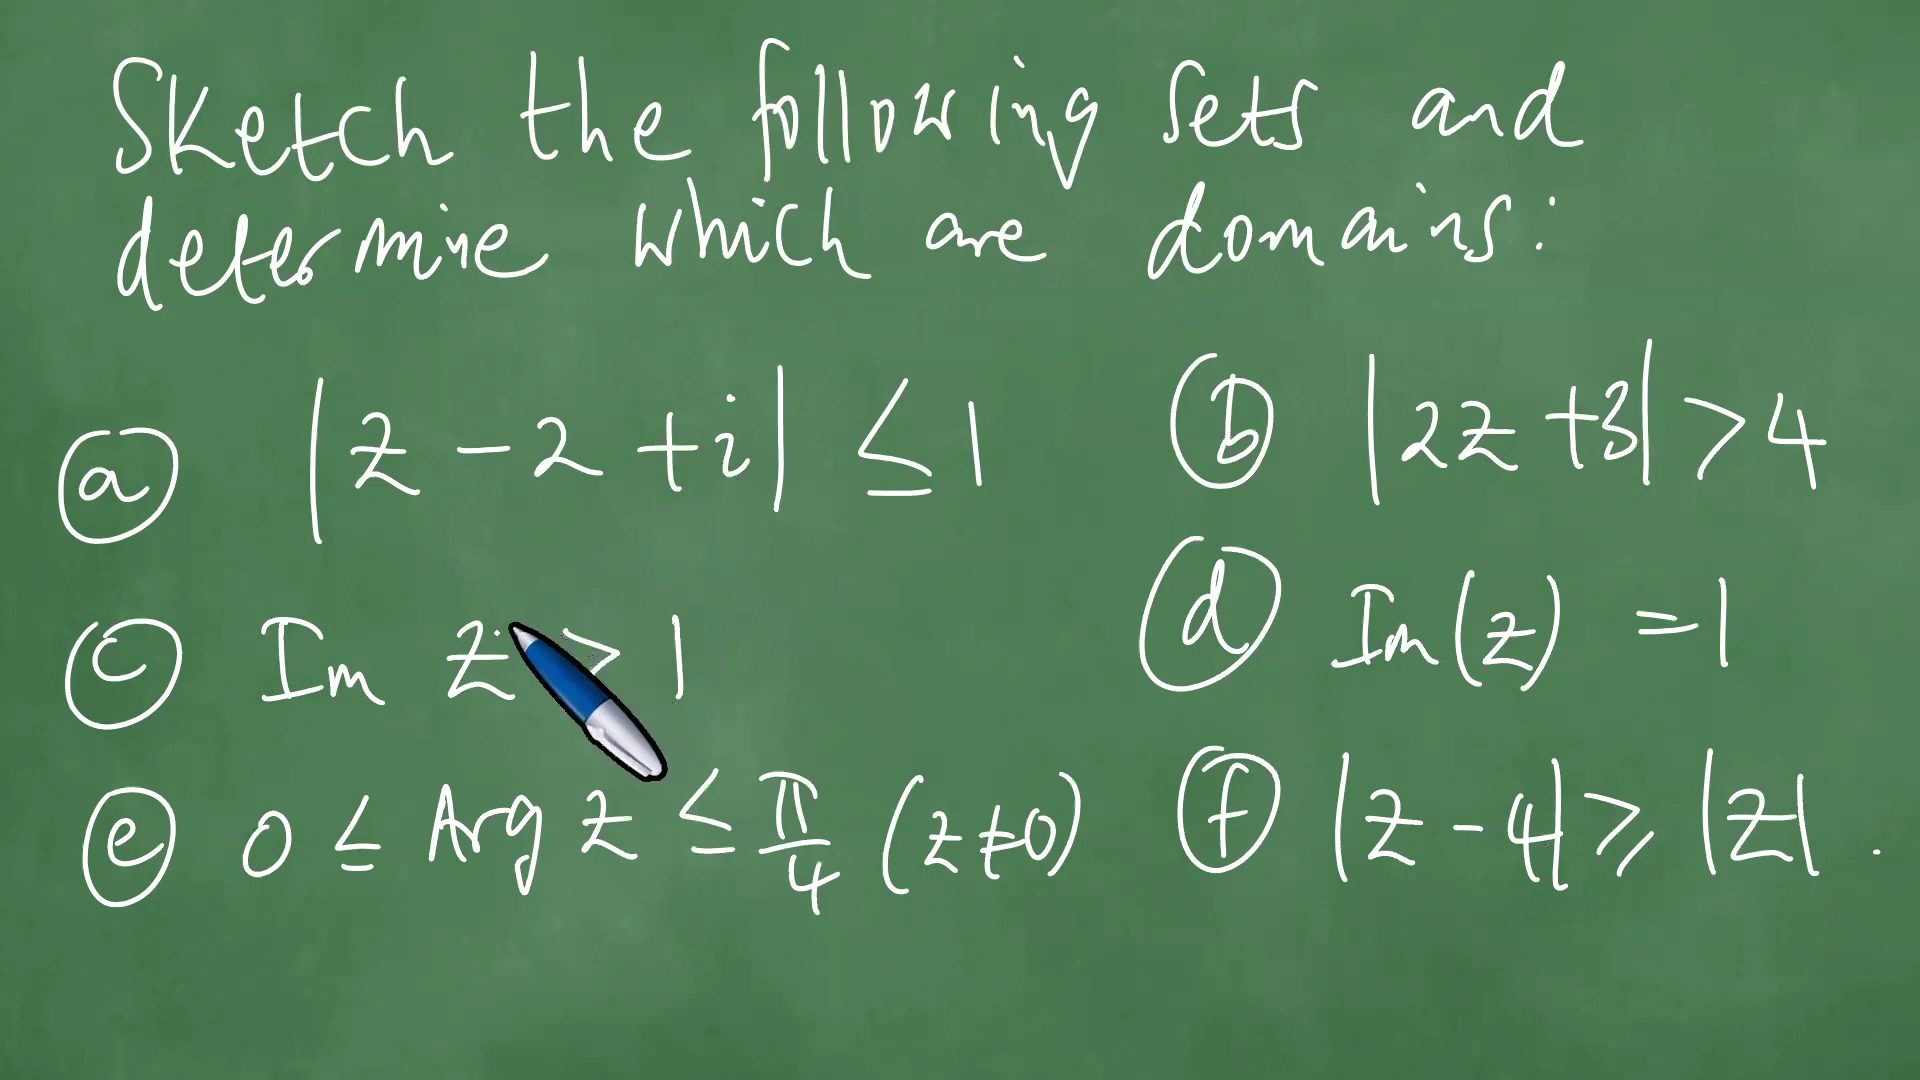 Sketch the following sets and
determine which are domains:
(a) |z - 2 + i| ≤ 1
(b) |2z + 3| > 4
(c) Im z > 1
(d) Im(z) = 1
(e) 0 ≤ Arg z ≤ π/4 (z ≠ 0)
(f) |z - 4| ≥ |z|.